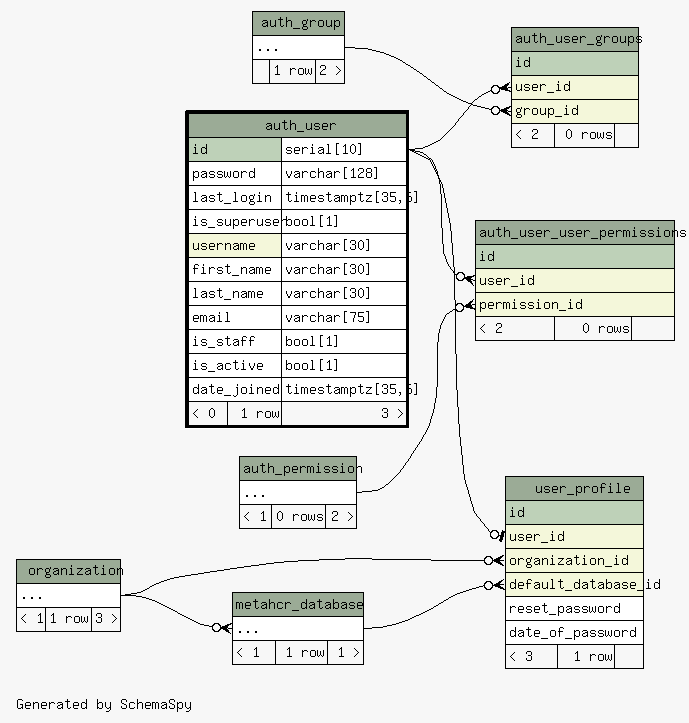 auth_group
...
1 row 2 >
auth_user_groups
id
user_id
group_id
< 2 0 rows
auth_user
id serial[10]
password varchar[128]
last_login timestamptz[35,6]
is_superuser bool[1]
username varchar[30]
first_name varchar[30]
last_name varchar[30]
email varchar[75]
is_staff bool[1]
is_active bool[1]
date_joined timestamptz[35,6]
< 0 1 row 3 >
auth_user_user_permissions
id
user_id
permission_id
< 2 0 rows
auth_permission
...
< 1 0 rows 2 >
user_profile
id
user_id
organization_id
default_database_id
reset_password
date_of_password
< 3 1 row
organization
...
< 1 1 row 3 >
metahcr_database
...
< 1 1 row 1 >
Generated by SchemaSpy